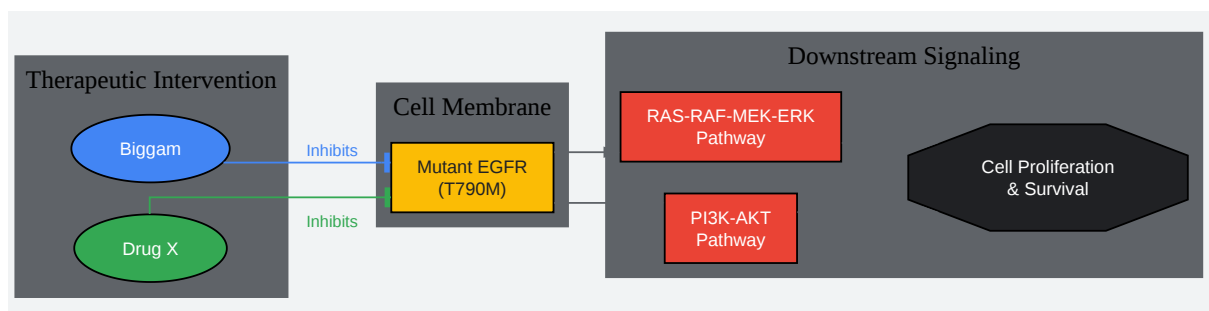 Therapeutic Intervention
Biggam
Drug X
Inhibits
Inhibits
Cell Membrane
Mutant EGFR
(T790M)
Downstream Signaling
RAS-RAF-MEK-ERK
Pathway
PI3K-AKT
Pathway
Cell Proliferation
& Survival